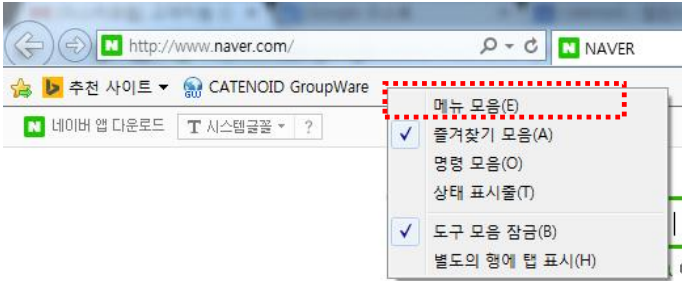 http://www.naver.com/
NAVER
추천 사이트
CATENOID GroupWare
네이버 앱 다운로드
T 시스템글꼴
?
메뉴 모음(E)
즐겨찾기 모음(A)
명령 모음(O)
상태 표시줄(T)
도구 모음 잠금(B)
별도의 행에 탭 표시(H)